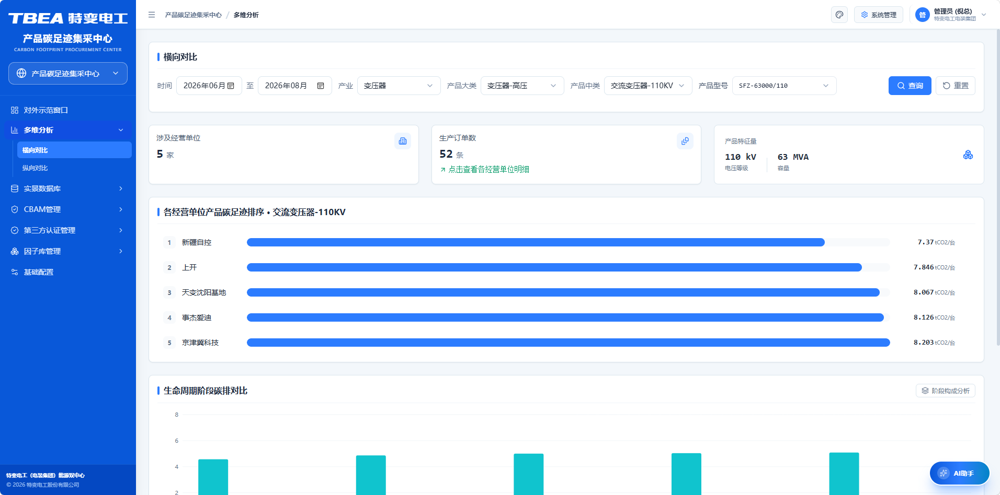 TBEA 特变电工
产品碳足迹集采中心
CARBON FOOTPRINT PROCUREMENT CENTER
产品碳足迹集采中心
对外示范窗口
多维分析
横向对比
纵向对比
实景数据库
CBAM管理
第三方认证管理
因子库管理
基础配置
特变电工（电装集团）能源双中心
© 2026 特变电工股份有限公司
产品碳足迹集采中心 / 多维分析
系统管理
管 管理员 (倪总)
特变电工电装集团
横向对比
时间 2026年06月 至 2026年08月 产业 变压器 产品大类 变压器-高压 产品中类 交流变压器-110KV 产品型号 SFZ-63000/110 查询 重置
涉及经营单位
5 家
生产订单数
52 条
点击查看各经营单位明细
产品特征量
110 kV 63 MVA
电压等级 容量
各经营单位产品碳足迹排序 • 交流变压器-110KV
1 新疆自控 7.37 tCO2/台
2 上开 7.846 tCO2/台
3 天变沈阳基地 8.067 tCO2/台
4 事杰爱迪 8.126 tCO2/台
5 京津冀科技 8.203 tCO2/台
生命周期阶段碳排对比
阶段构成分析
8
6
4
2
AI助手